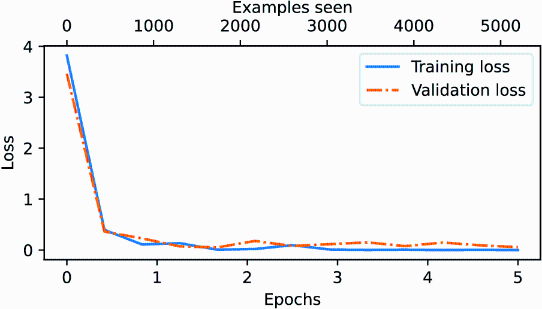 Examples seen
0 1000 2000 3000 4000 5000
4
Training loss
Validation loss
3
2
1
0
Loss
0 1 2 3 4 5
Epochs